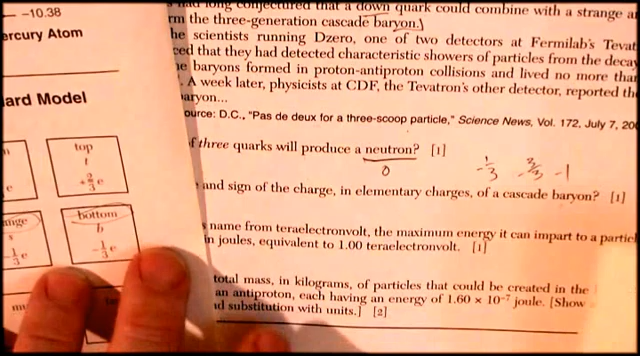 -10.38
ercury Atom
ard Model
top
t
+2/3 e
bottom
b
-1/3 e
s
-1/3 e
had long conjectured that a down quark could combine with a strange a
rm the three-generation cascade baryon.)
he scientists running Dzero, one of two detectors at Fermilab's Tevat
ced that they had detected characteristic showers of particles from the decay
e baryons formed in proton-antiproton collisions and lived no more than
. A week later, physicists at CDF, the Tevatron's other detector, reported the
aryon...
ource: D.C., "Pas de deux for a three-scoop particle," Science News, Vol. 172, July 7, 20
f three quarks will produce a neutron? [1]
0
-1/3 -2/3 -1
and sign of the charge, in elementary charges, of a cascade baryon? [1]
name from teraelectronvolt, the maximum energy it can impart to a particl
in joules, equivalent to 1.00 teraelectronvolt. [1]
total mass, in kilograms, of particles that could be created in the
an antiproton, each having an energy of 1.60 × 10⁻⁷ joule. [Show
d substitution with units.] [2]